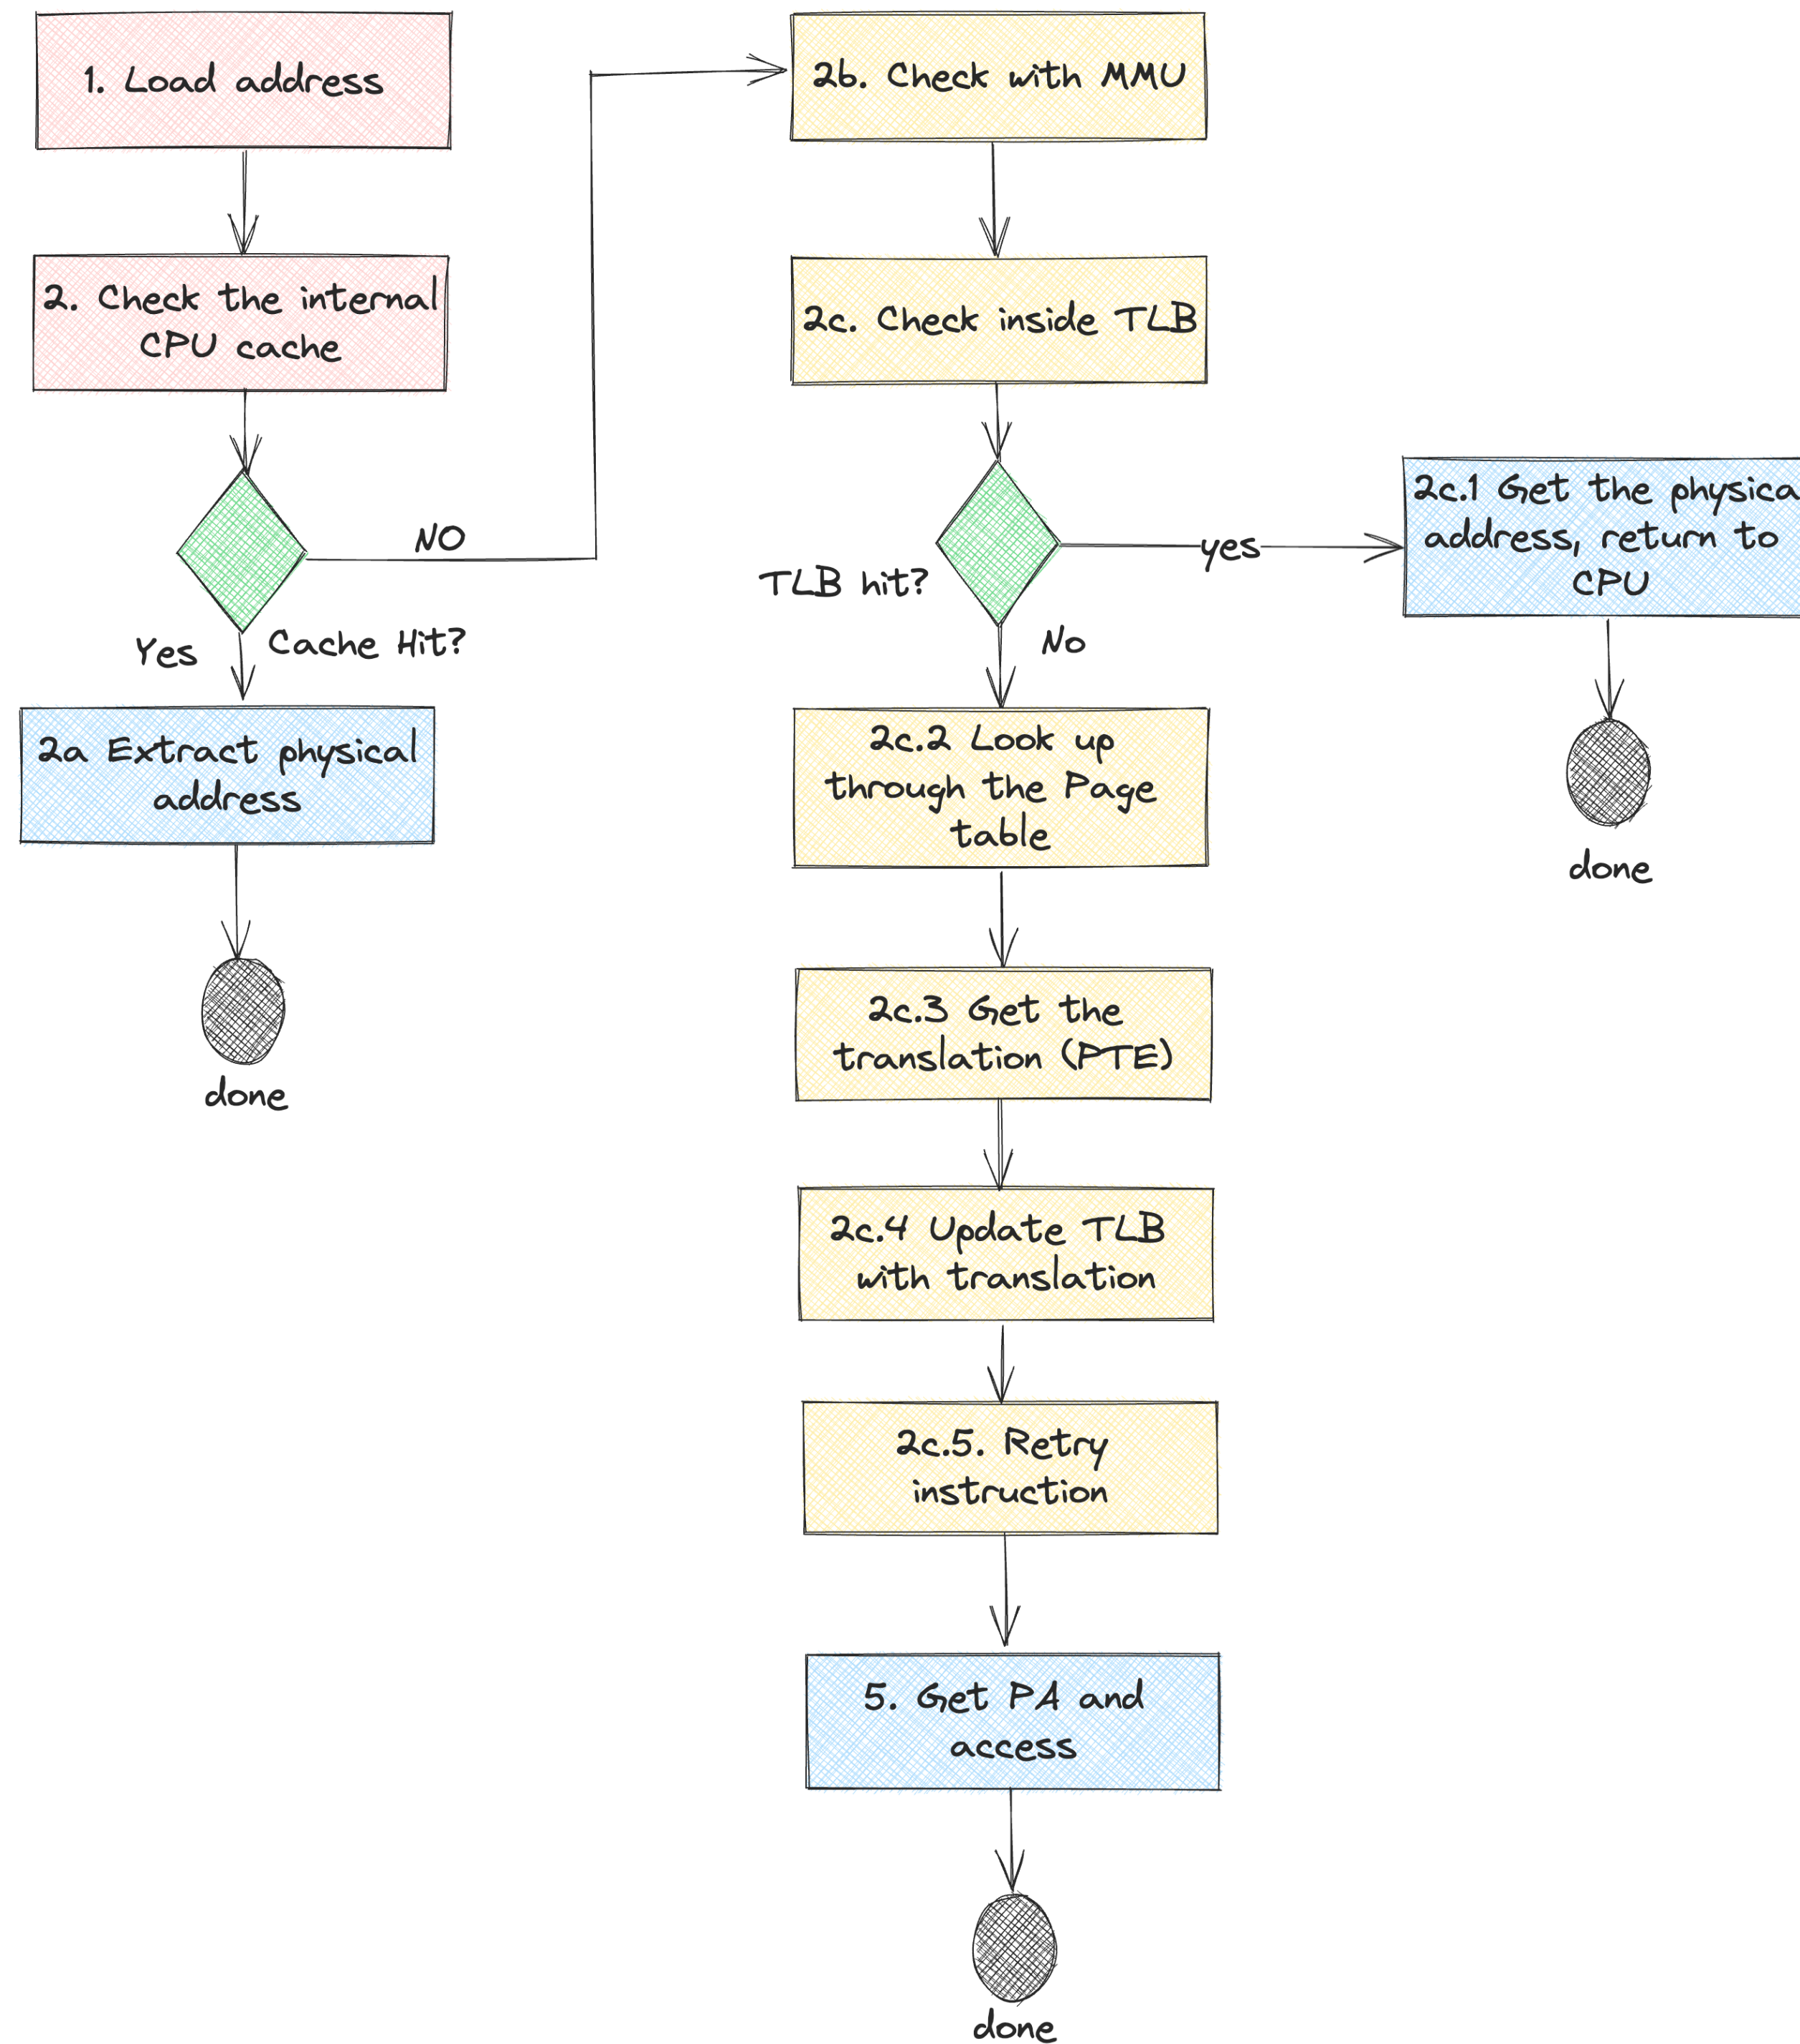 1. Load address
2. Check the internal
CPU cache
NO
Yes
Cache Hit?
2a Extract physical
address
done
2b. Check with MMU
2c. Check inside TLB
TLB hit?
yes
No
2c.1 Get the physica
address, return to
CPU
done
2c.2 Look up
through the Page
table
2c.3 Get the
translation (PTE)
2c.4 Update TLB
with translation
2c.5. Retry
instruction
5. Get PA and
access
done